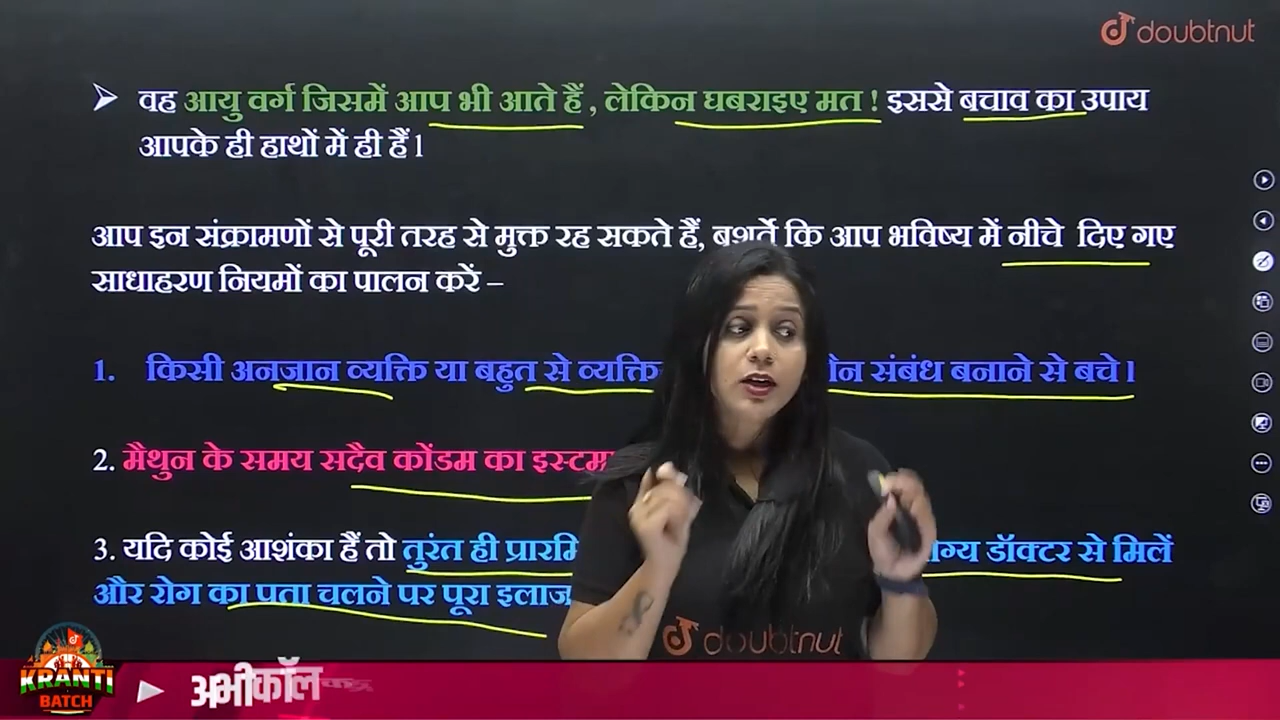 doubtnut
➢ वह आयु वर्ग जिसमें आप भी आते हैं , लेकिन घबराइए मत ! इससे बचाव का उपाय
आपके ही हाथों में ही हैं l
आप इन संक्रामणों से पूरी तरह से मुक्त रह सकते हैं, बशर्ते कि आप भविष्य में नीचे दिए गए
साधाहरण नियमों का पालन करें –
1. किसी अनजान व्यक्ति या बहुत से व्यक्ति संबंध बनाने से बचे l
2. मैथुन के समय सदैव कोंडम का
3. यदि कोई आशंका हैं तो तुरंत ही डॉक्टर से मिलें
और रोग का पता चलने पर पूरा इलाज
doubtnut
KRANTI
BATCH
अभी कॉल